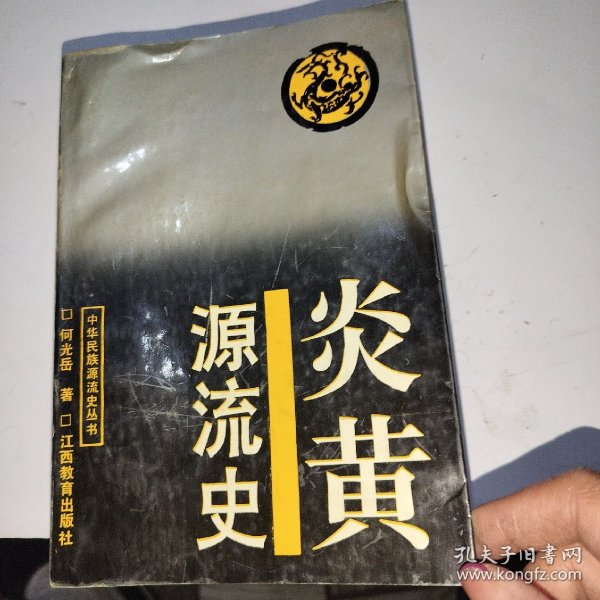 炎黄
源流史
中华民族源流史丛书
□何光岳 著□江西教育出版社
孔夫子旧书网
www.kongfz.com